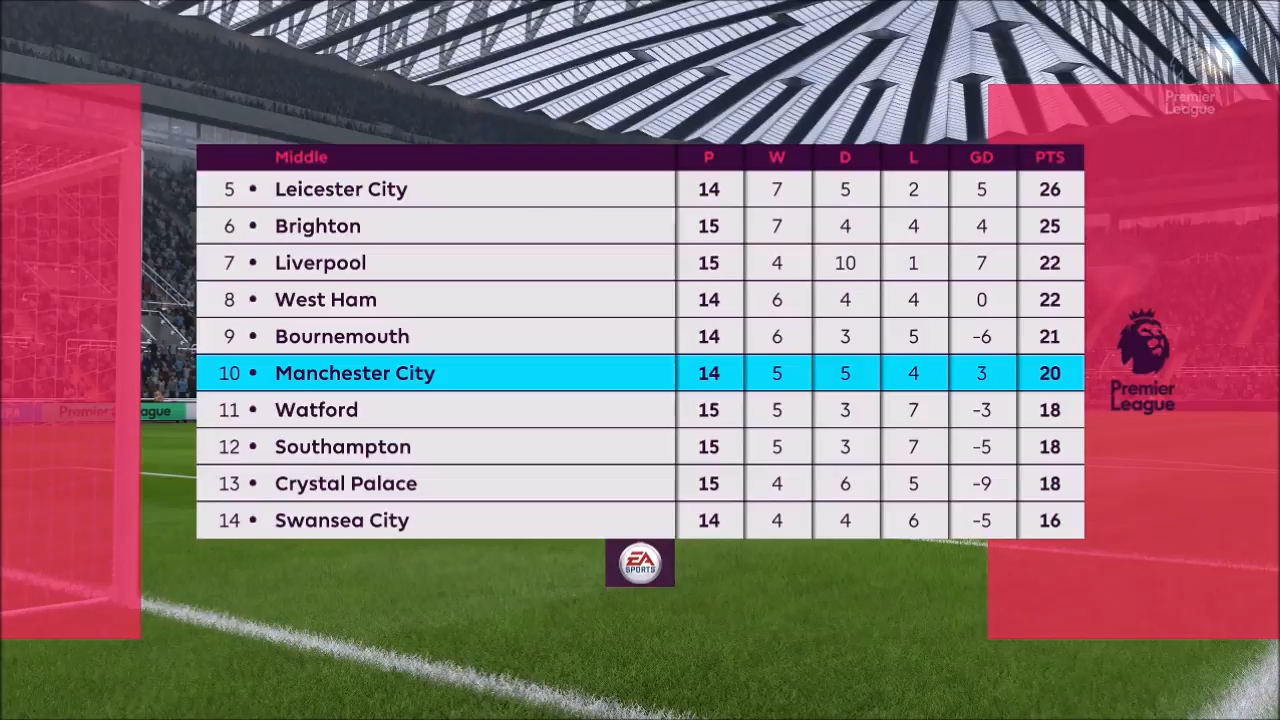 Premier
League
Middle P W D L GD PTS
5 • Leicester City 14 7 5 2 5 26
6 • Brighton 15 7 4 4 4 25
7 • Liverpool 15 4 10 1 7 22
8 • West Ham 14 6 4 4 0 22
9 • Bournemouth 14 6 3 5 -6 21
10 • Manchester City 14 5 5 4 3 20
11 • Watford 15 5 3 7 -3 18
12 • Southampton 15 5 3 7 -5 18
13 • Crystal Palace 15 4 6 5 -9 18
14 • Swansea City 14 4 4 6 -5 16
Premier
League
Premier League
EA
SPORTS